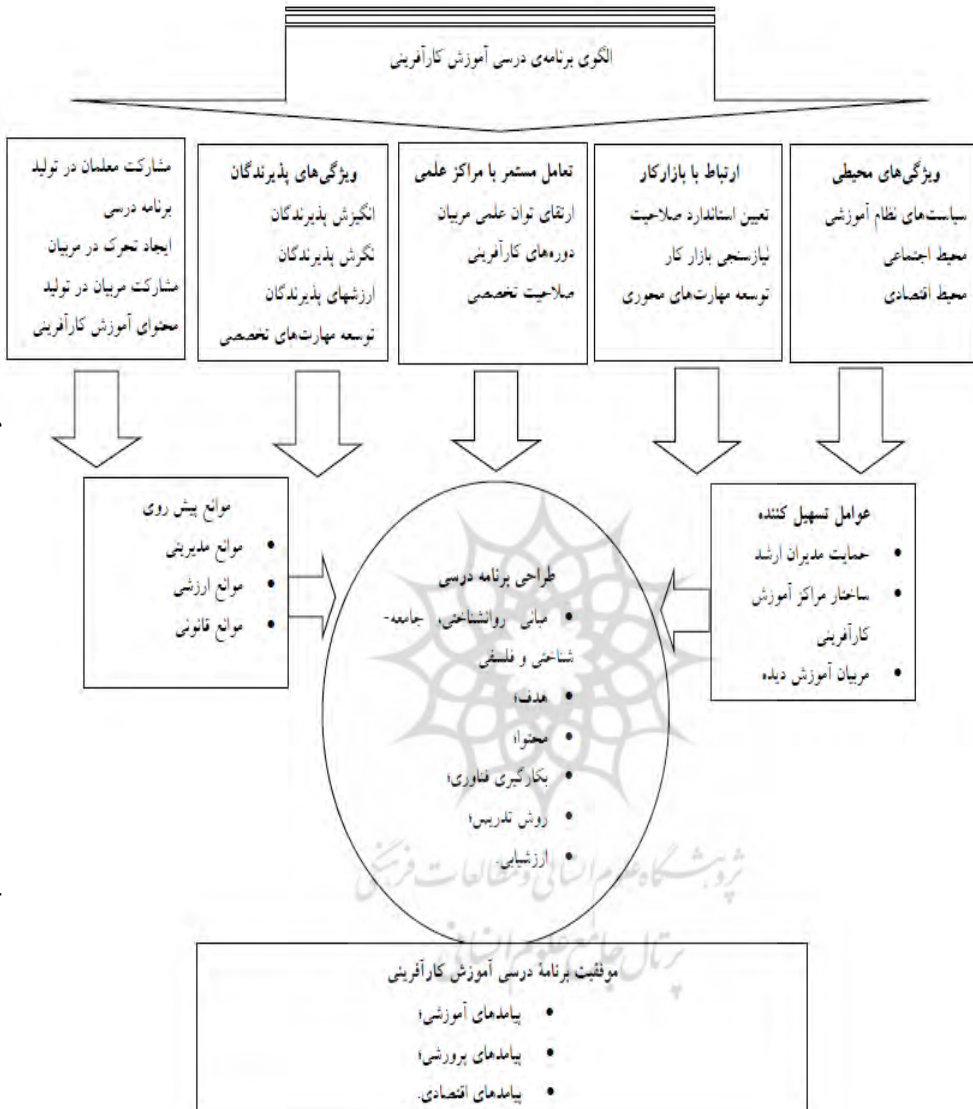 الگوی برنامه‌ی درسی آموزش کارآفرینی
ویژگی‌های محیطی
سیاست‌های نظام آموزشی
محیط اجتماعی
محیط اقتصادی
ارتباط با بازارکار
تعیین استاندارد صلاحیت
نیازسنجی بازار کار
توسعه مهارت‌های محوری
تعامل مستمر با مراکز علمی
ارتقای توان علمی مربیان
دوره‌های کارآفرینی
صلاحیت تخصصی
ویژگی‌های پذیرندگان
انگیزش پذیرندگان
نگرش پذیرندگان
ارزشهای پذیرندگان
توسعه مهارت‌های تخصصی
مشارکت معلمان در تولید
برنامه درسی
ایجاد تحرک در مربیان
مشارکت مربیان در تولید
محتوای آموزش کارآفرینی
عوامل تسهیل کننده
• حمایت مدیران ارشد
• ساختار مراکز آموزش
کارآفرینی
• مربیان آموزش دیده
طراحی برنامه درسی
• مبانی روانشناختی، جامعه-
شناختی و فلسفی
• هدف؛
• محتوا؛
• بکارگیری فناوری؛
• روش تدریس؛
• ارزشیابی.
موانع پیش روی
• موانع مدیریتی
• موانع ارزشی
• موانع قانونی
پژوهشگاه علوم انسانی و مطالعات فرهنگی
پرتال جامع علوم انسانی
موفقیت برنامهٔ درسی آموزش کارآفرینی
• پیامدهای آموزشی؛
• پیامدهای پرورشی؛
• پیامدهای اقتصادی.